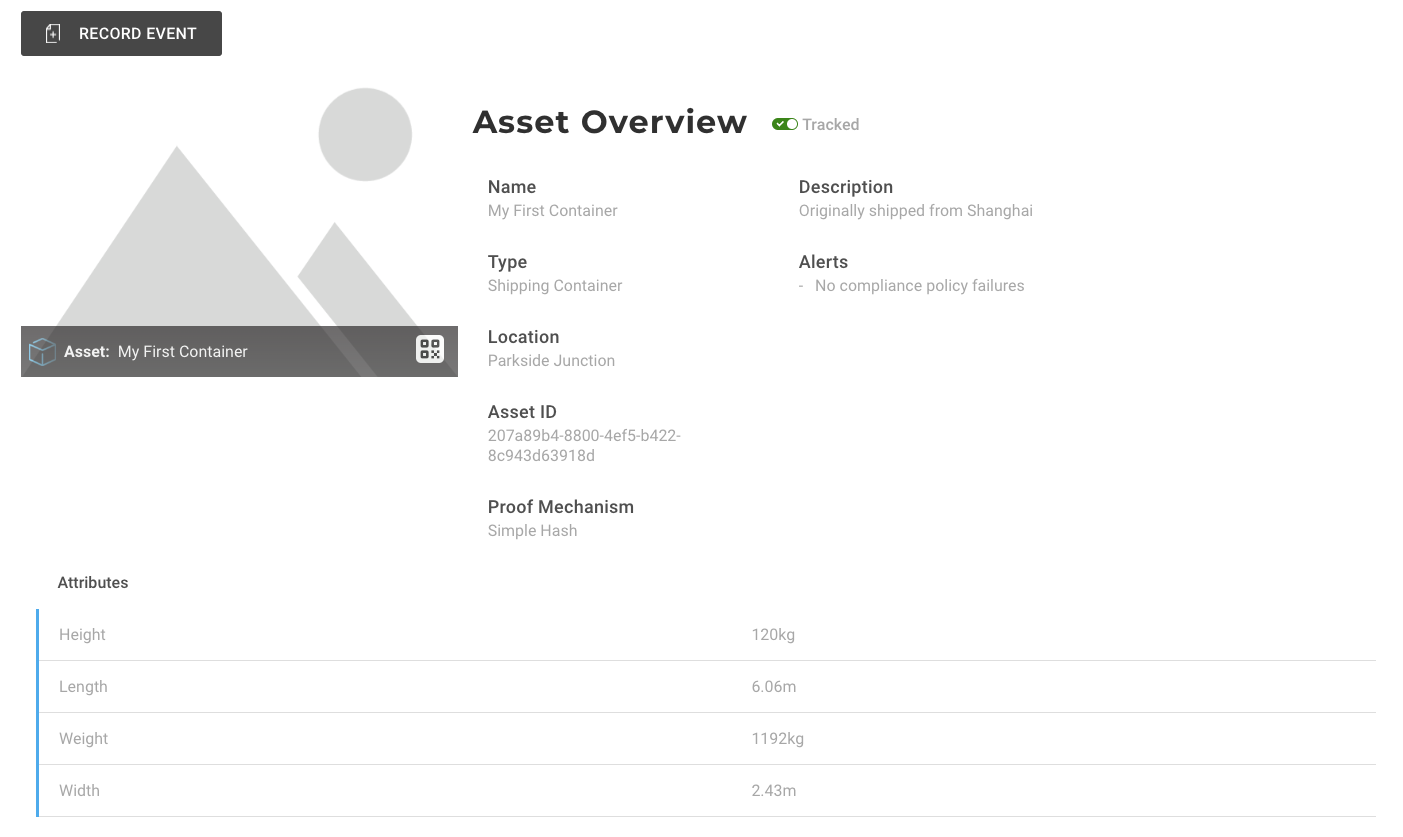 RECORD EVENT
Asset Overview
Tracked
Name
My First Container
Description
Originally shipped from Shanghai
Type
Shipping Container
Alerts
- No compliance policy failures
Asset: My First Container
Location
Parkside Junction
Asset ID
207a89b4-8800-4ef5-b422-
8c943d63918d
Proof Mechanism
Simple Hash
Attributes
Height 120kg
Length 6.06m
Weight 1192kg
Width 2.43m